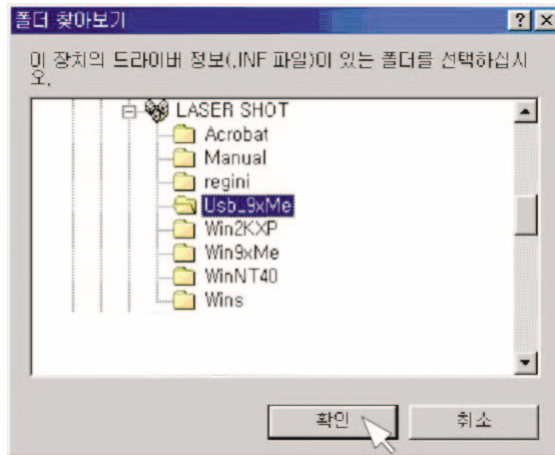 폴더 찾아보기
이 장치의 드라이버 정보(.INF 파일)이 있는 폴더를 선택하십시
오.
LASER SHOT
Acrobat
Manual
regini
Usb_9xMe
Win2KXP
Win9xMe
WinNT40
Wins
확인 취소